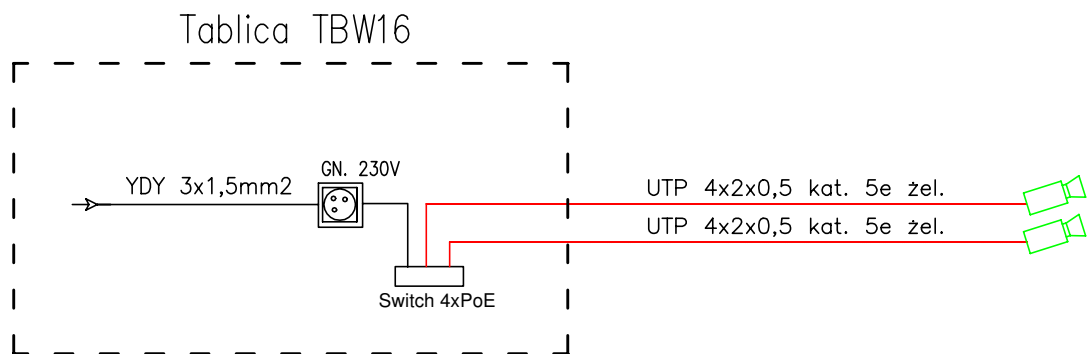 Tablica TBW16
GN. 230V
YDY 3x1,5mm2
UTP 4x2x0,5 kat. 5e żel.
UTP 4x2x0,5 kat. 5e żel.
Switch 4xPoE